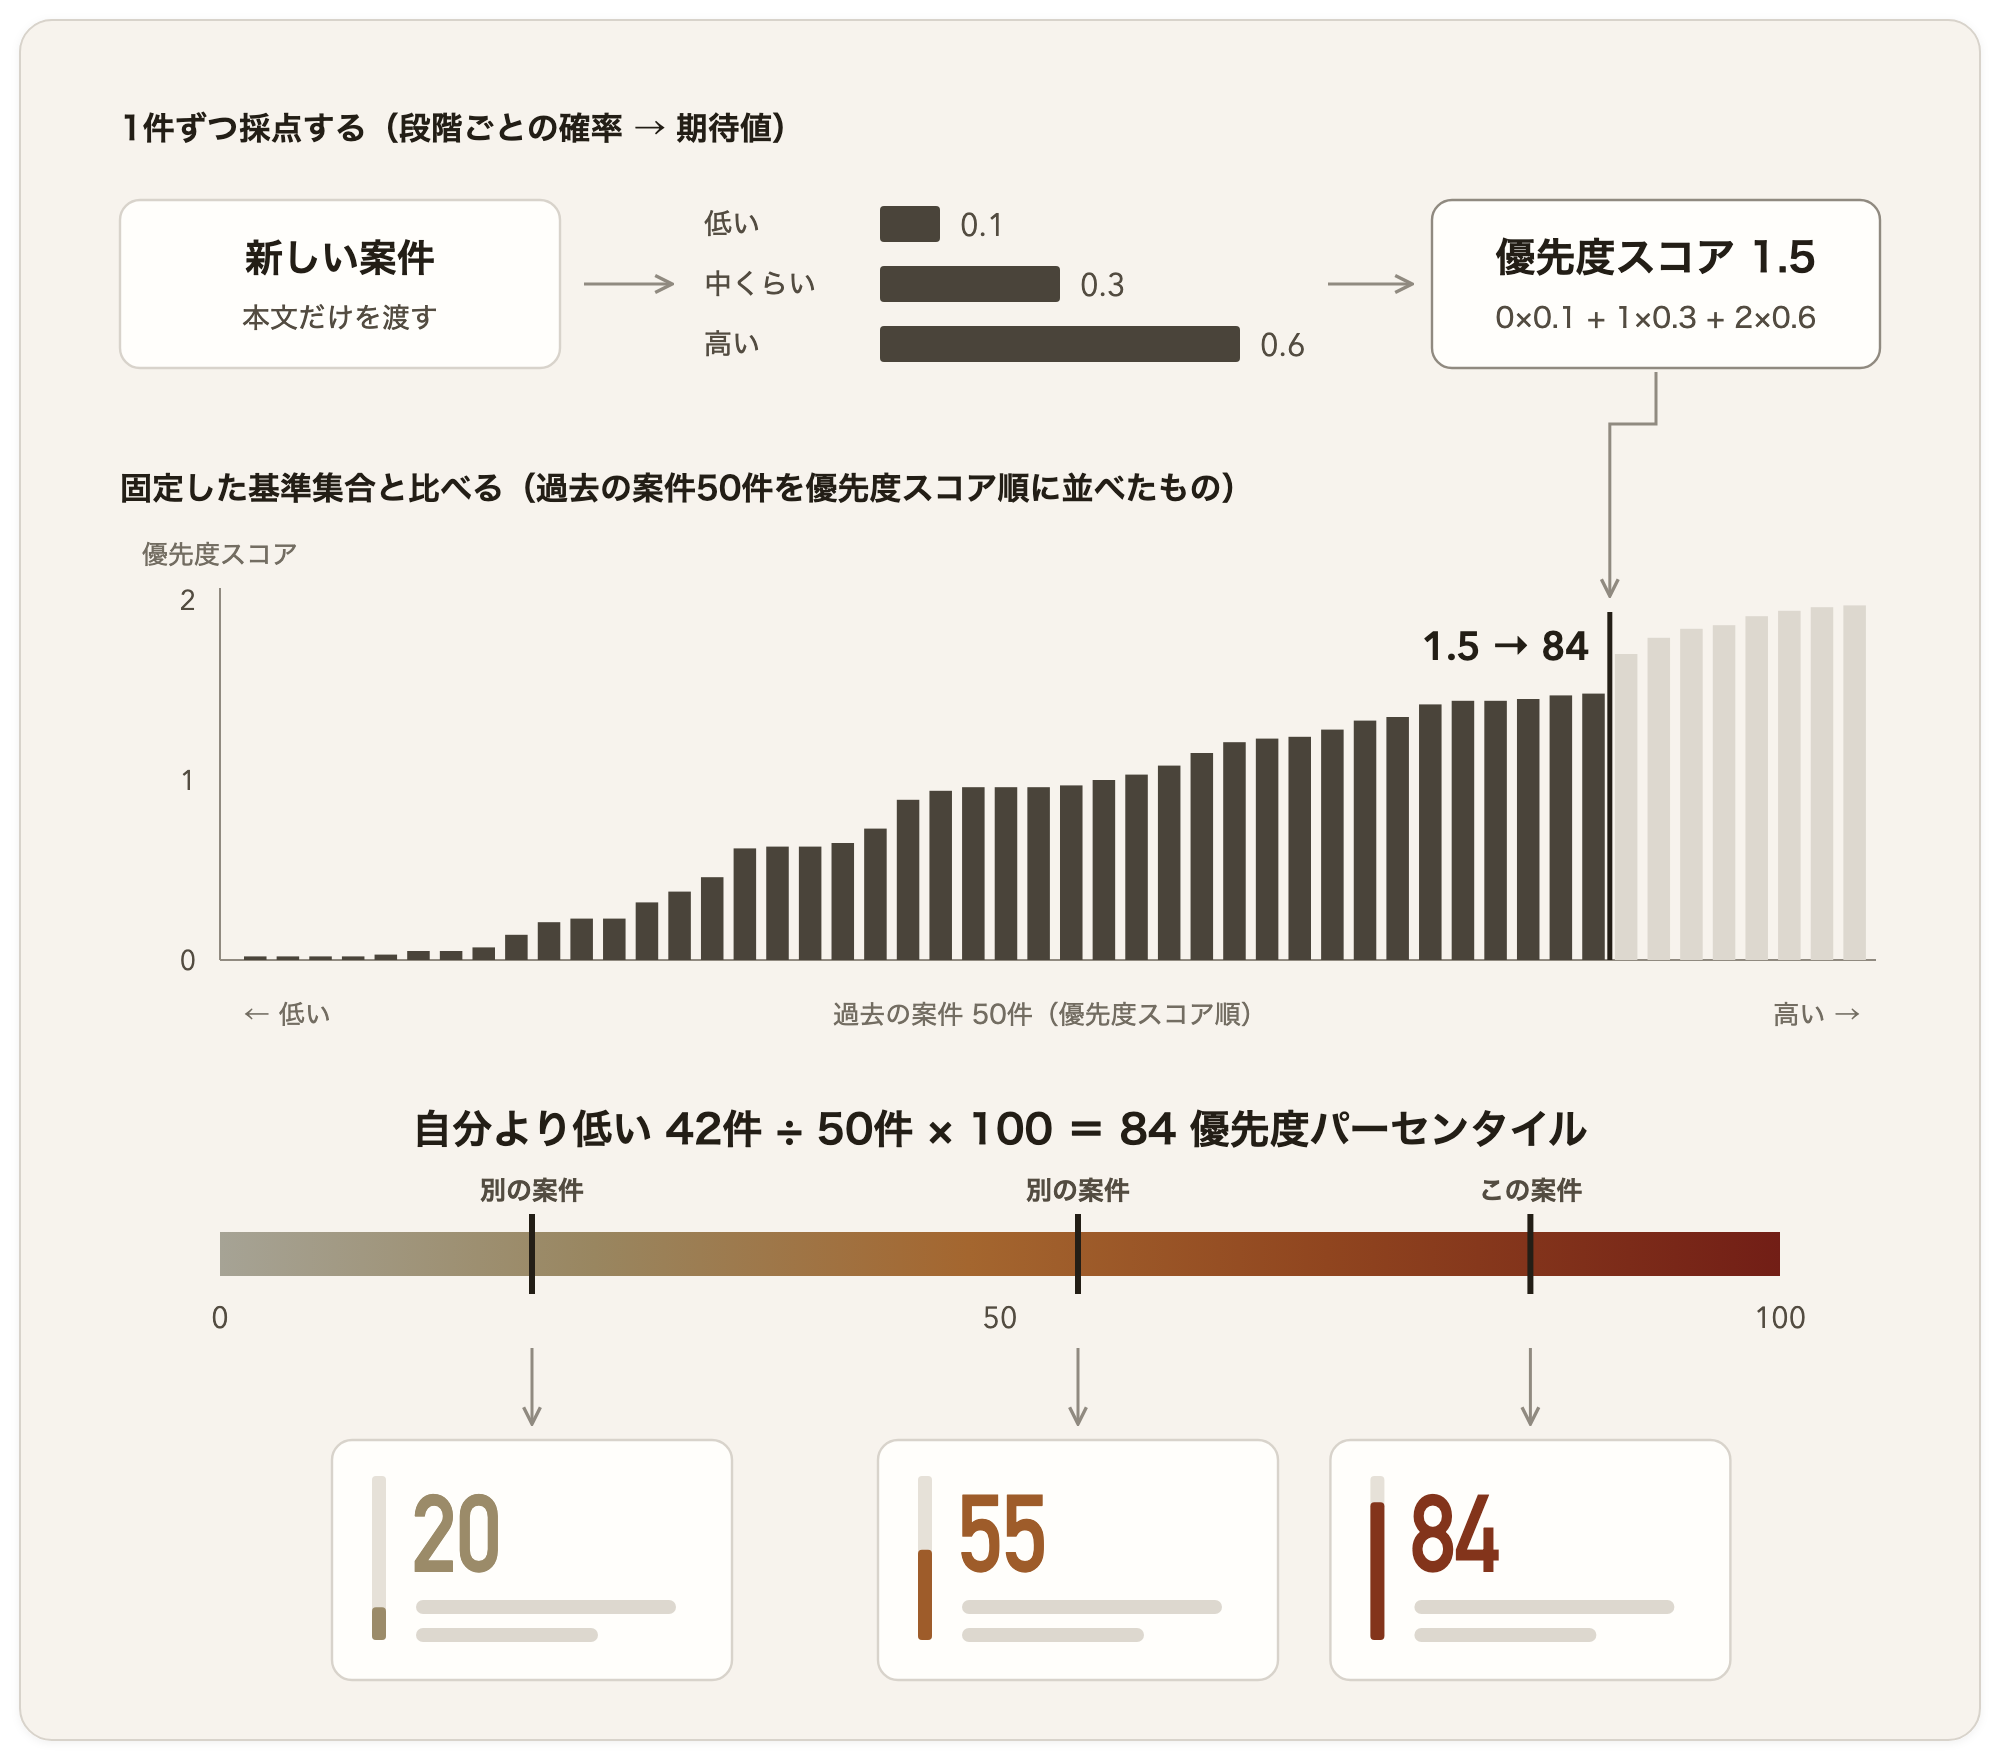 1件ずつ採点する（段階ごとの確率 → 期待値）
新しい案件
本文だけを渡す
低い 0.1
中くらい 0.3
高い 0.6
優先度スコア 1.5
0×0.1 + 1×0.3 + 2×0.6
固定した基準集合と比べる（過去の案件50件を優先度スコア順に並べたもの）
優先度スコア
2
1.5 → 84
1
0
← 低い
過去の案件 50件（優先度スコア順）
高い →
自分より低い 42件 ÷ 50件 × 100 ＝ 84 優先度パーセンタイル
別の案件
別の案件
この案件
0
50
100
20
55
84